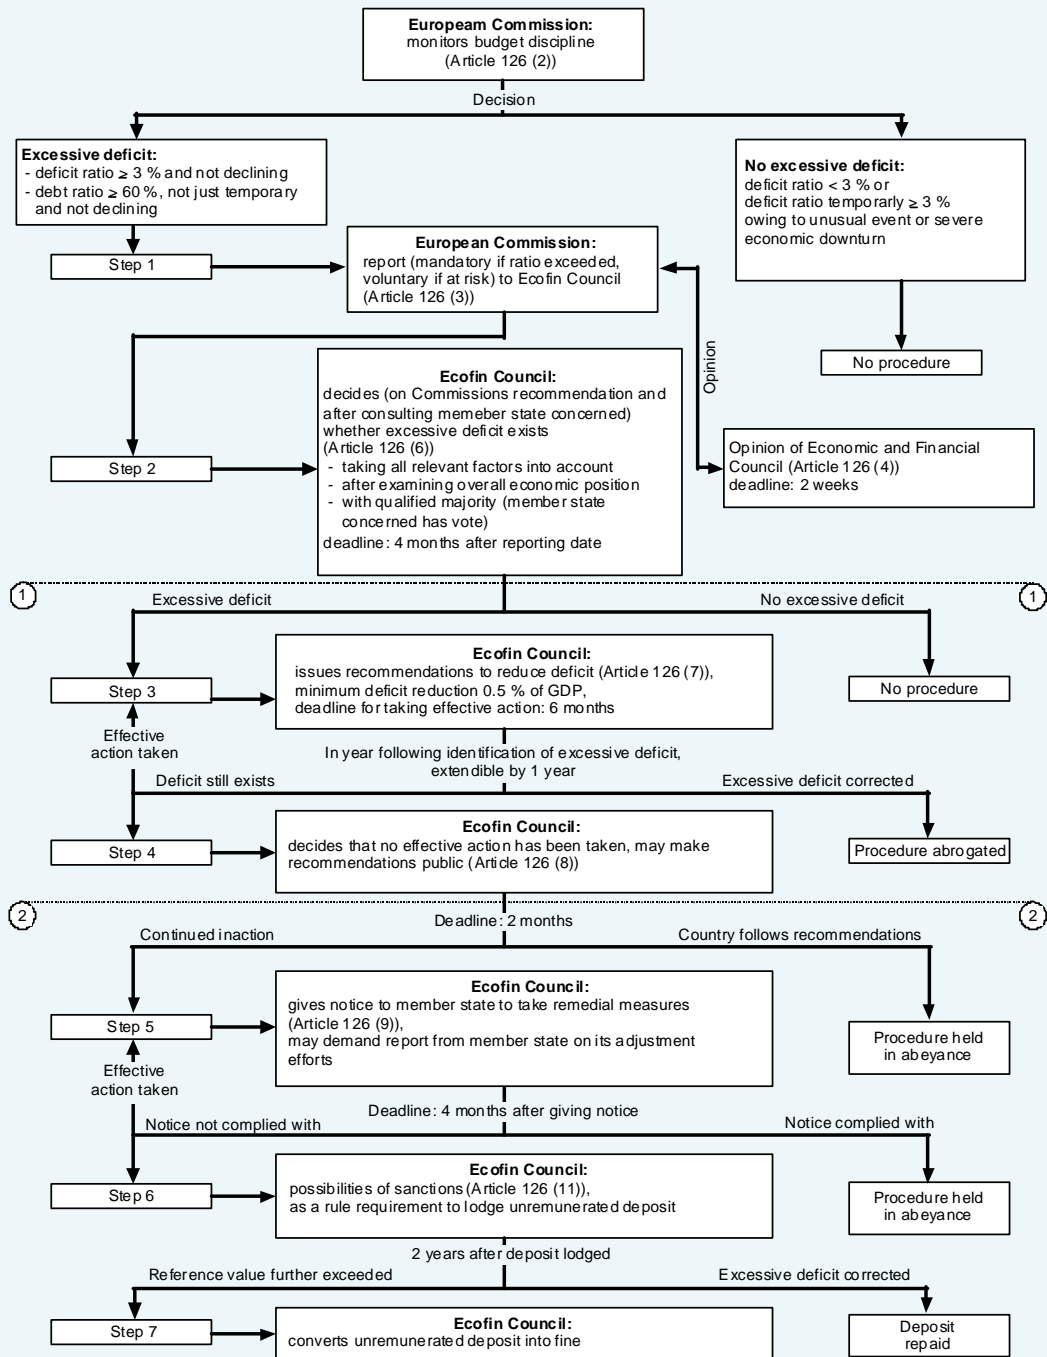 Europeam Commission:
monitors budget discipline
(Article 126 (2))
Decision
Excessive deficit:
- deficit ratio ≥ 3 % and not declining
- debt ratio ≥ 60 %, not just temporary
and not declining
No excessive deficit:
deficit ratio < 3 % or
deficit ratio temporarly ≥ 3 %
owing to unusual event or severe
economic downturn
Step 1
European Commission:
report (mandatory if ratio exceeded,
voluntary if at risk) to Ecofin Council
(Article 126 (3))
Opinion
No procedure
Ecofin Council:
decides (on Commissions recommendation and
after consulting memeber state concerned)
whether excessive deficit exists
(Article 126 (6))
- taking all relevant factors into account
- after examining overall economic position
- with qualified majority (member state
concerned has vote)
deadline: 4 months after reporting date
Step 2
Opinion of Economic and Financial
Council (Article 126 (4))
deadline: 2 weeks
1
1
Excessive deficit
No excessive deficit
Step 3
Ecofin Council:
issues recommendations to reduce deficit (Article 126 (7)),
minimum deficit reduction 0.5 % of GDP,
deadline for taking effective action: 6 months
No procedure
Effective
action taken
In year following identification of excessive deficit,
extendible by 1 year
Deficit still exists
Excessive deficit corrected
Step 4
Ecofin Council:
decides that no effective action has been taken, may make
recommendations public (Article 126 (8))
Procedure abrogated
2
2
Deadline: 2 months
Continued inaction
Country follows recommendations
Step 5
Ecofin Council:
gives notice to member state to take remedial measures
(Article 126 (9)),
may demand report from member state on its adjustment
efforts
Procedure held
in abeyance
Effective
action taken
Deadline: 4 months after giving notice
Notice not complied with
Notice complied with
Step 6
Ecofin Council:
possibilities of sanctions (Article 126 (11)),
as a rule requirement to lodge unremunerated deposit
Procedure held
in abeyance
2 years after deposit lodged
Reference value further exceeded
Excessive deficit corrected
Step 7
Ecofin Council:
converts unremunerated deposit into fine
Deposit
repaid